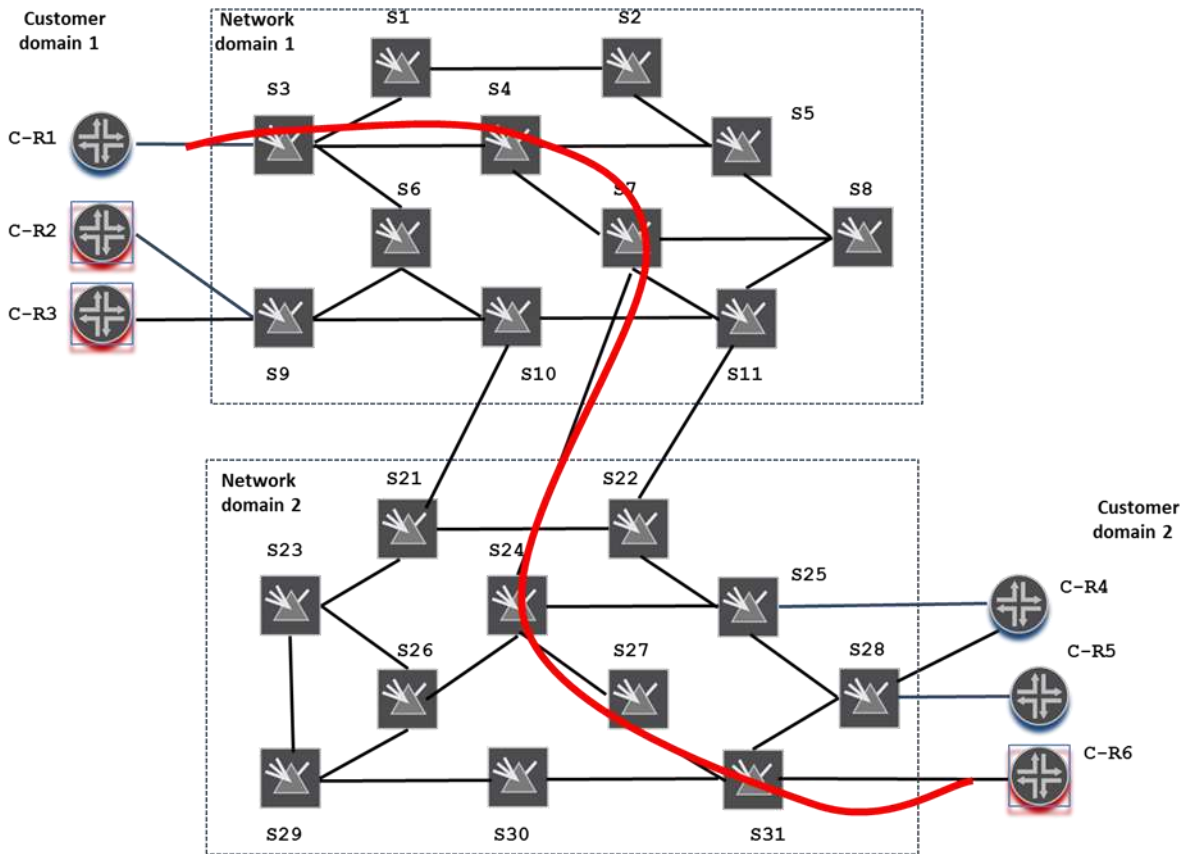 Customer
domain 1
Network
domain 1
S1
S2
S3
S4
S5
C-R1
S6
S7
S8
C-R2
C-R3
S9
S10
S11
Network
domain 2
S21
S22
Customer
domain 2
S23
S24
S25
C-R4
S26
S27
S28
C-R5
C-R6
S29
S30
S31